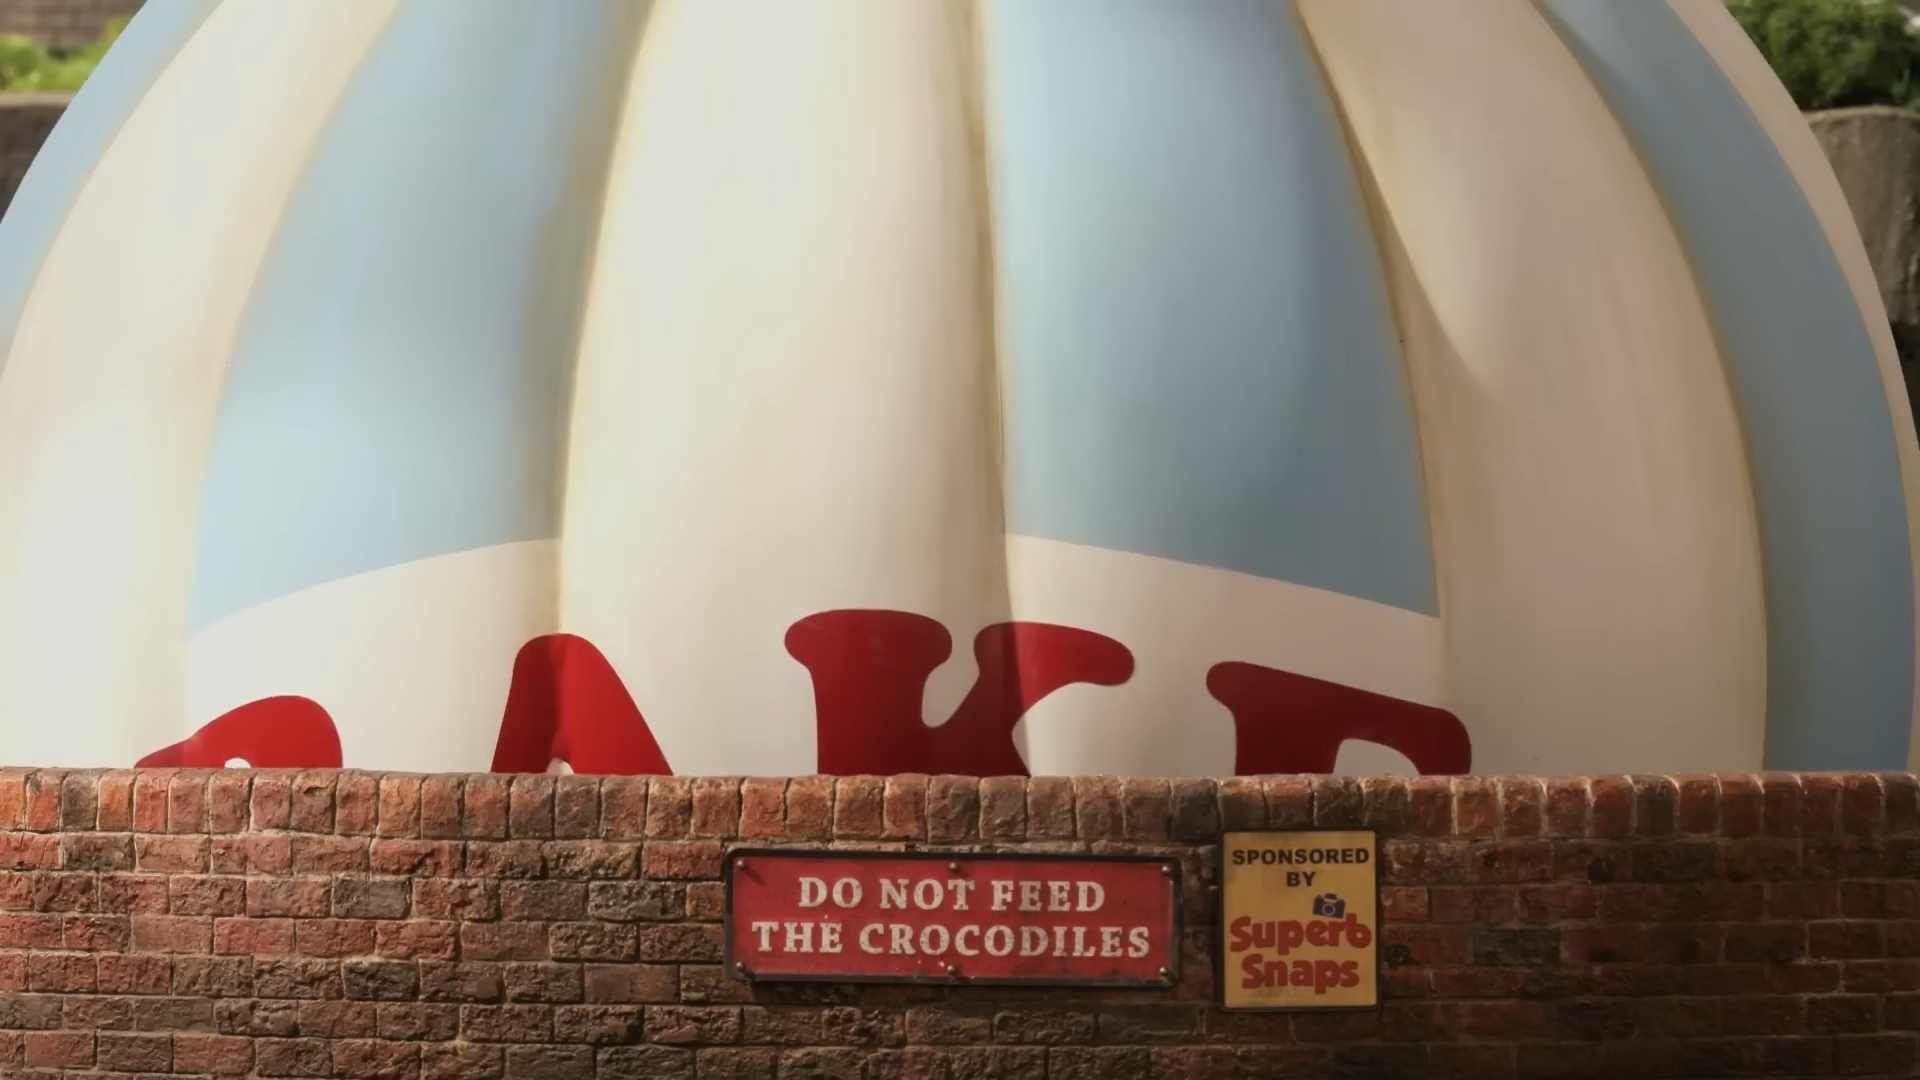 DO NOT FEED
THE CROCODILES
SPONSORED
BY
Superb
Snaps